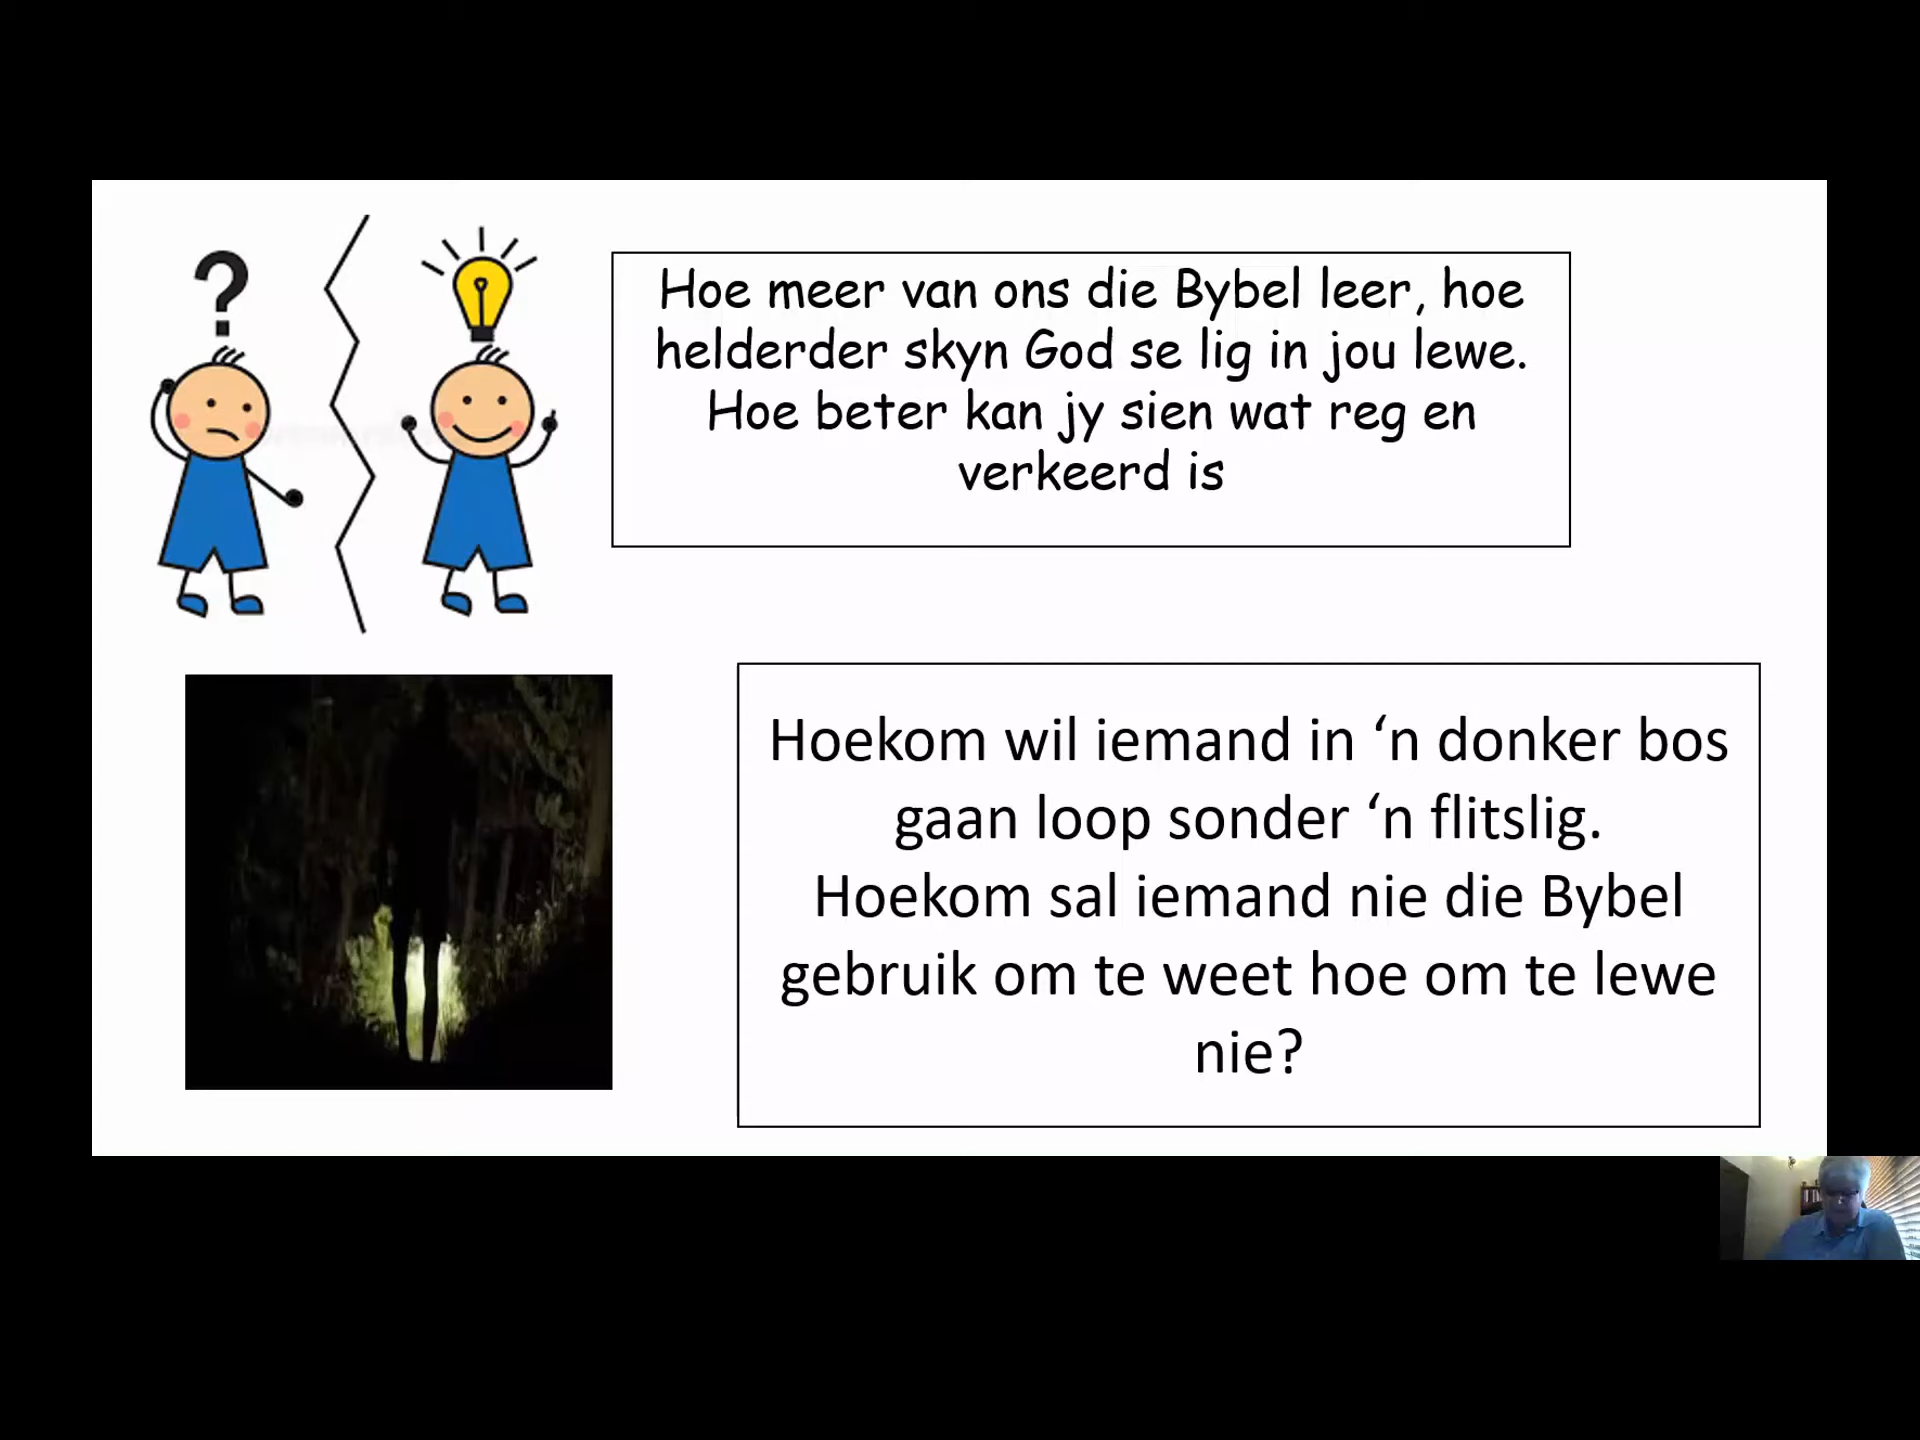 ?
Hoe meer van ons die Bybel leer, hoe
helderder skyn God se lig in jou lewe.
Hoe beter kan jy sien wat reg en
verkeerd is
Hoekom wil iemand in ‘n donker bos
gaan loop sonder ‘n flitslig.
Hoekom sal iemand nie die Bybel
gebruik om te weet hoe om te lewe
nie?